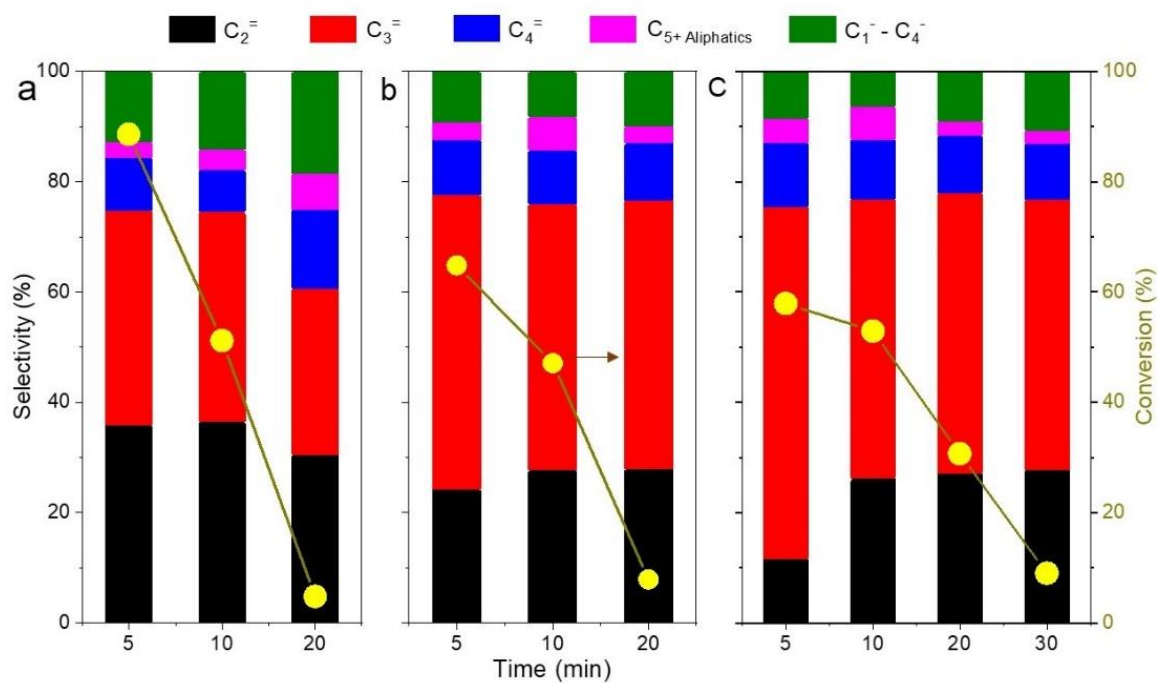 C₂⁼ C₃⁼ C₄⁼ C₅₊ Aliphatics C₁⁻ - C₄⁻
a b C
100 80 60 40 20 0
Selectivity (%)
100 80 60 40 20 0
Conversion (%)
5 10 20 5 10 20 5 10 20 30
Time (min)